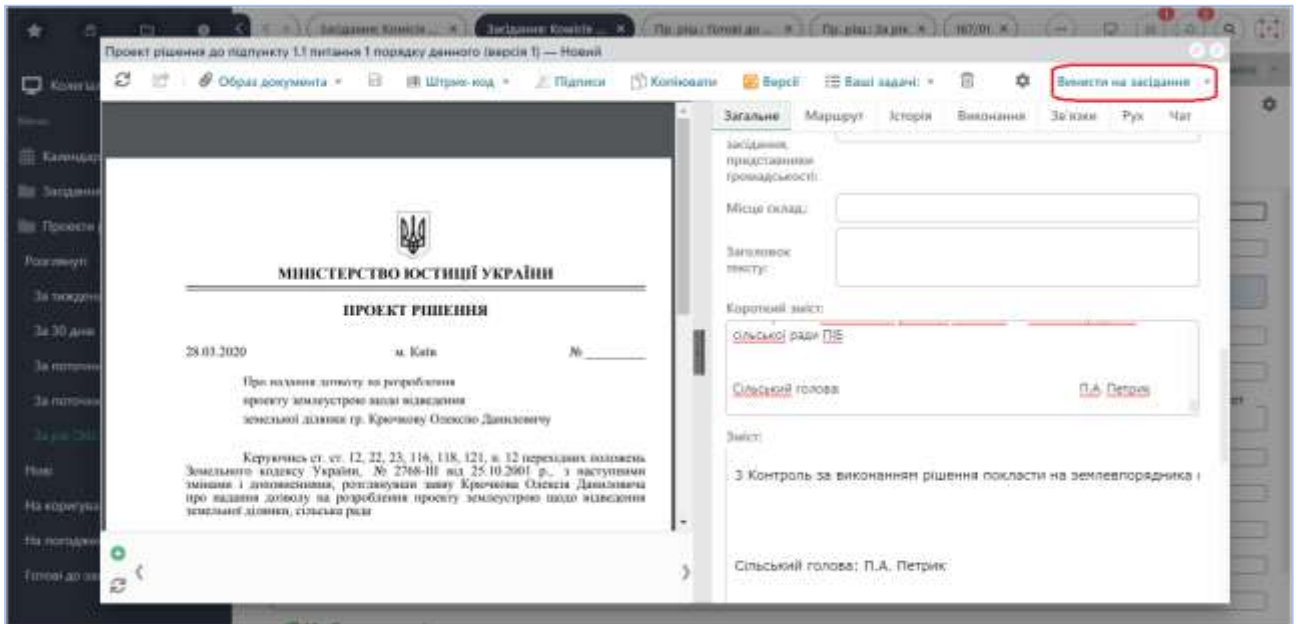 Засідання: Комісія ...
Засідання: Комісія ...
Проект рішення до підпункту 1.1 питання 1 порядку денного (версія 1) — Новий
Образ документа
Штрих-код
Підписи
Копіювати
Версії
Ваші задачі:
Винести на засідання
Загальне Маршрут Історія Виконання Зв'язки Рух Чат
засідання,
представники
громадськості:
Місце склад.:
Заголовок
тексту:
Короткий зміст:
сільської ради ПІБ
Сільський голова: П.А. Петрик
Зміст:
3 Контроль за виконанням рішення покласти на землевпорядника
Сільський голова: П.А. Петрик
МІНІСТЕРСТВО ЮСТИЦІЇ УКРАЇНИ
ПРОЕКТ РІШЕННЯ
28.03.2020 м. Київ №
Про надання дозволу на розроблення
проекту землеустрою щодо відведення
земельної ділянки гр. Крючкову Олексію Даниловичу
Керуючись ст. ст. 12, 22, 23, 116, 118, 121, п. 12 перехідних положень
Земельного кодексу України, № 2768-III від 25.10.2001 р., з наступними
змінами і доповненнями, розглянувши заяву Крючкова Олексія Даниловича
про надання дозволу на розроблення проекту землеустрою щодо відведення
земельної ділянки, сільська рада
Календар
Засідання
Проекти
Розглянуті
За тиждень
За 30 днів
Нові
На коригува
На погоджен
Готові до зас